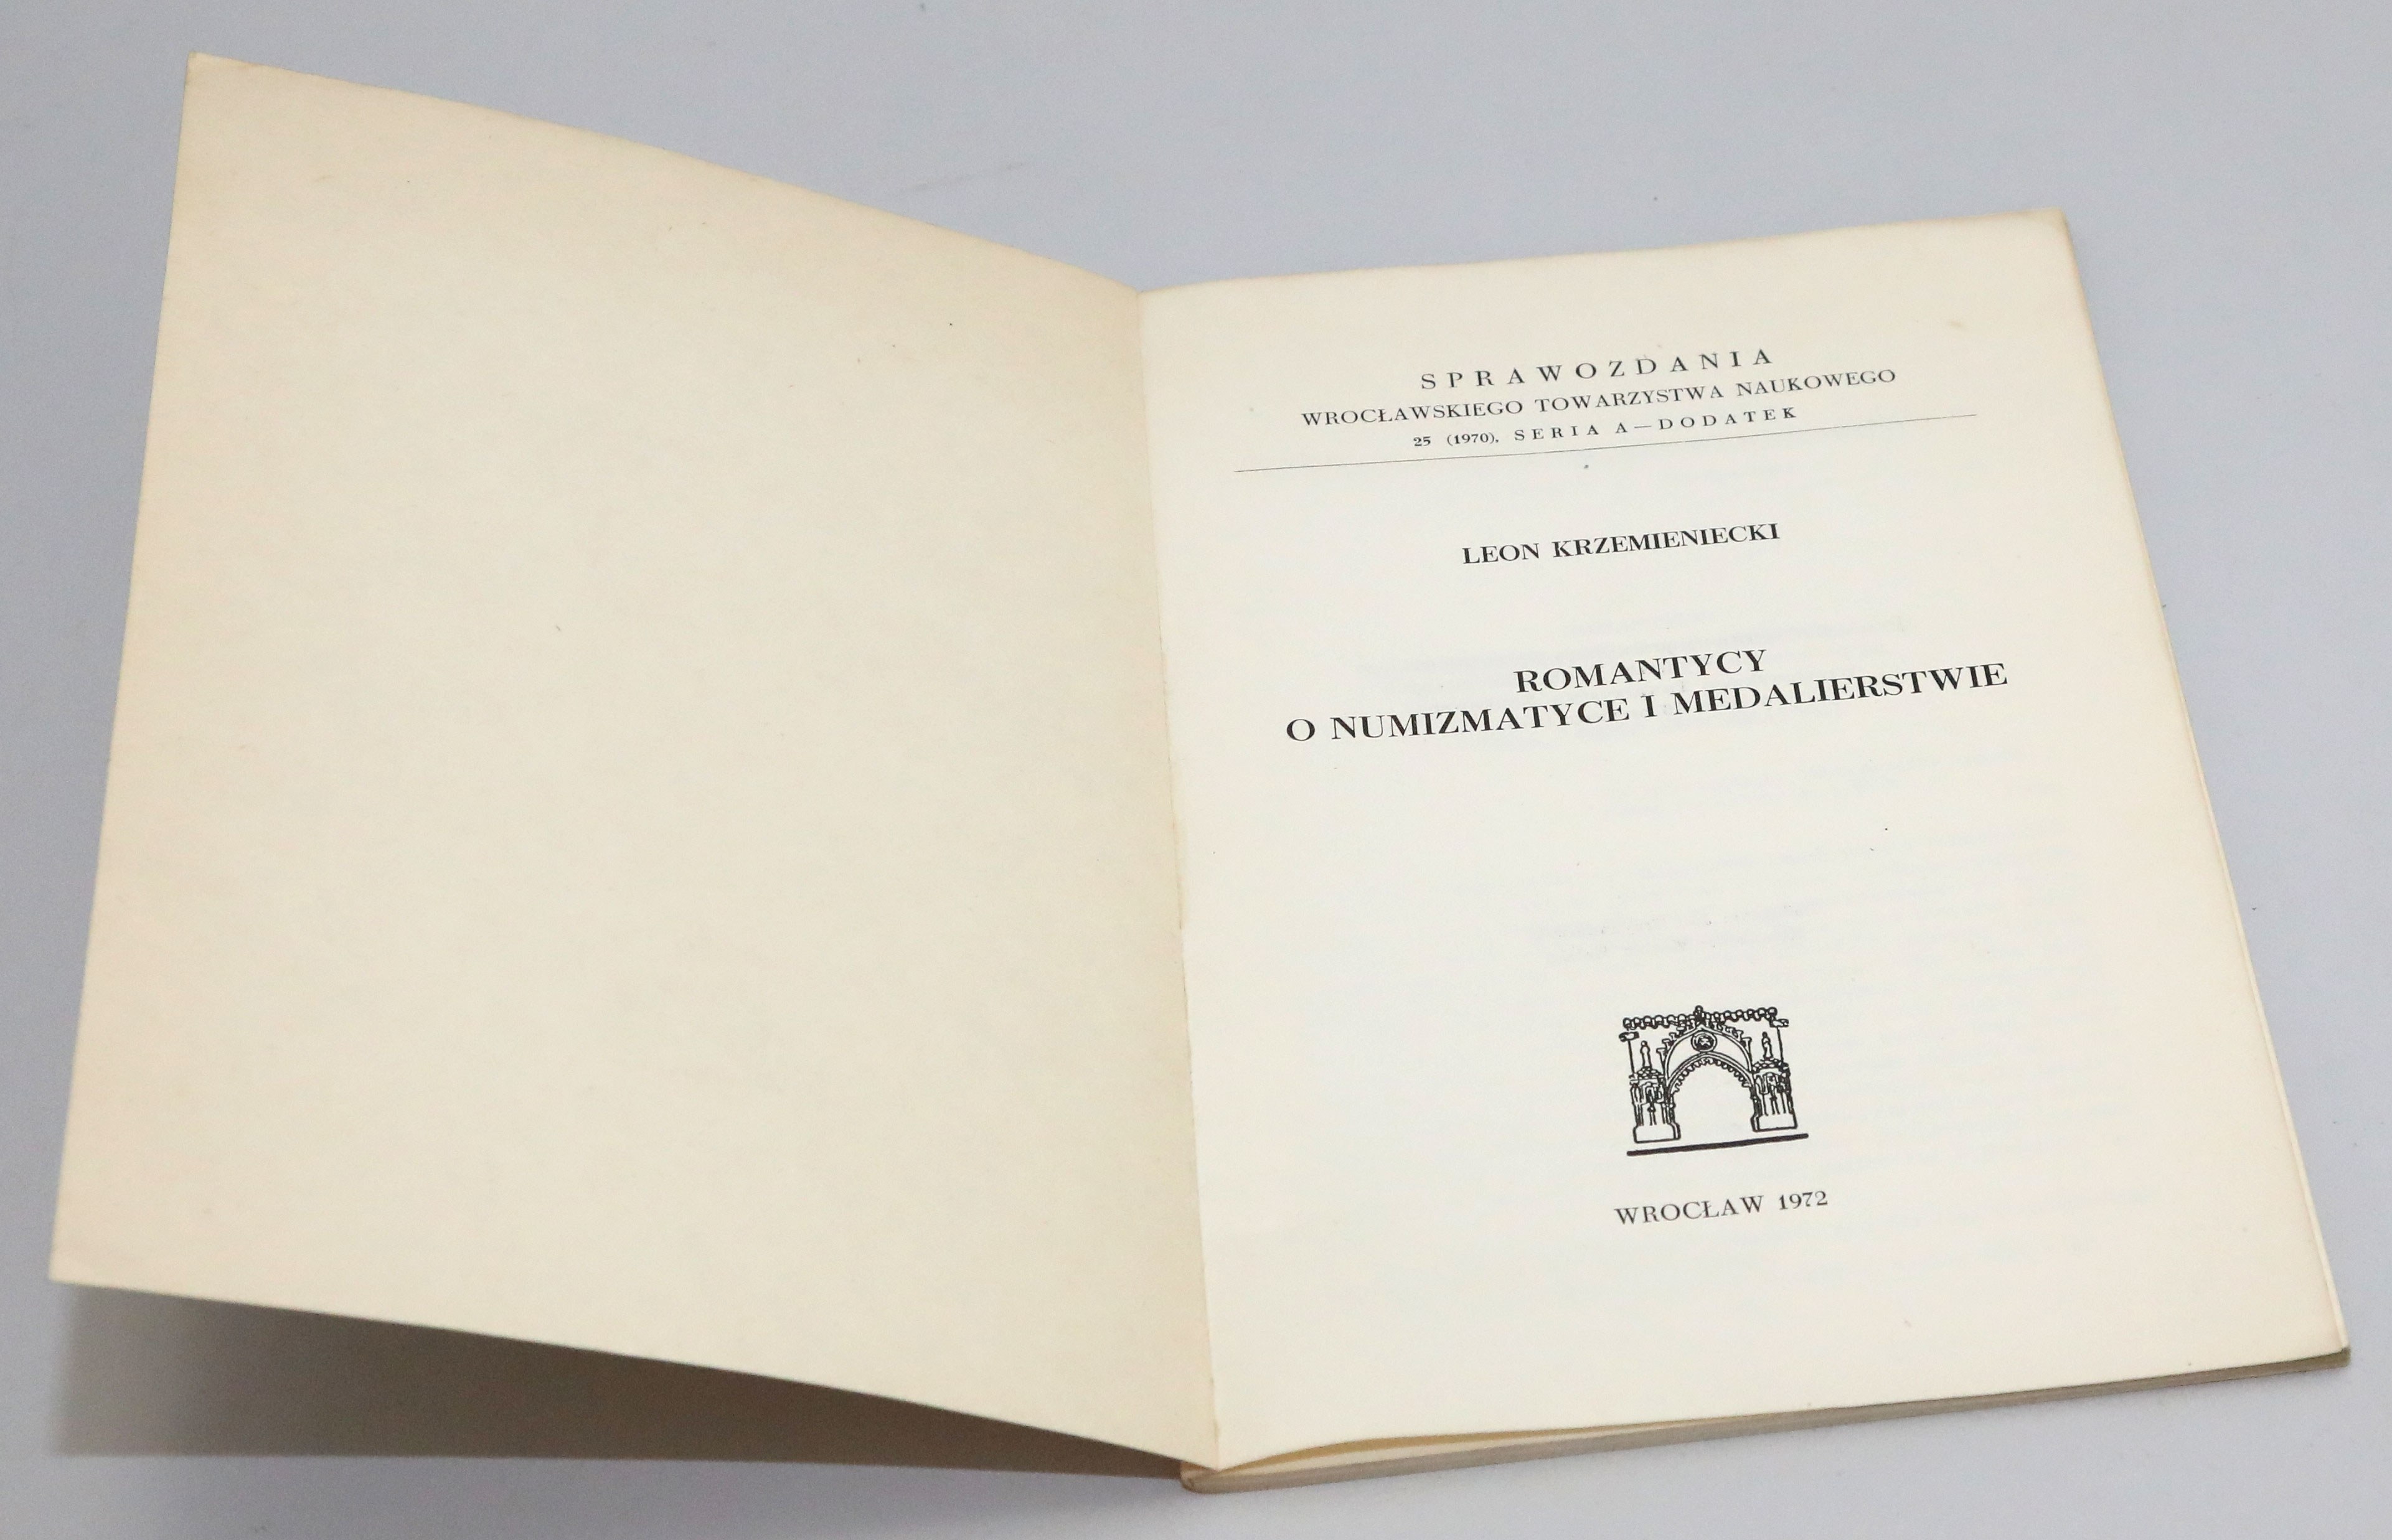 SPRAWOZDANIA
WROCŁAWSKIEGO TOWARZYSTWA NAUKOWEGO
25 (1970), SERIA A—DODATEK
LEON KRZEMIENIECKI
ROMANTYCY
O NUMIZMATYCE I MEDALIERSTWIE
WROCŁAW 1972